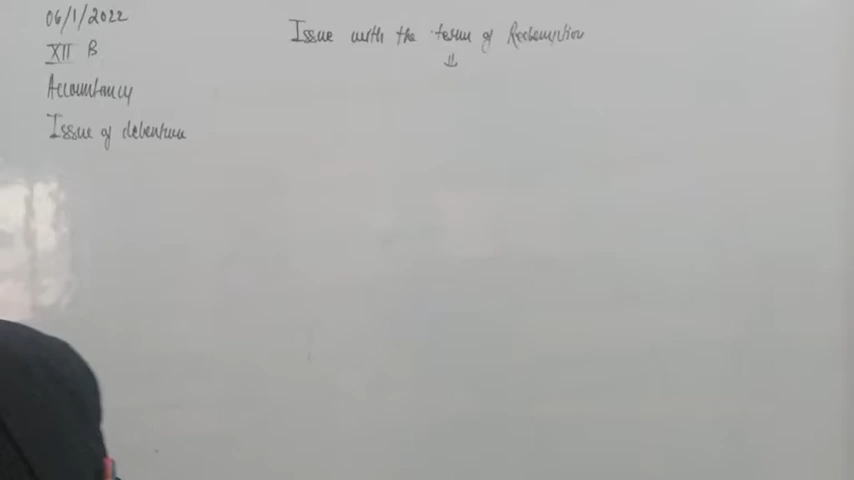 06/1/2022
XII B
Accountancy
Issue of debenture
Issue with the term of Redemption
⇓